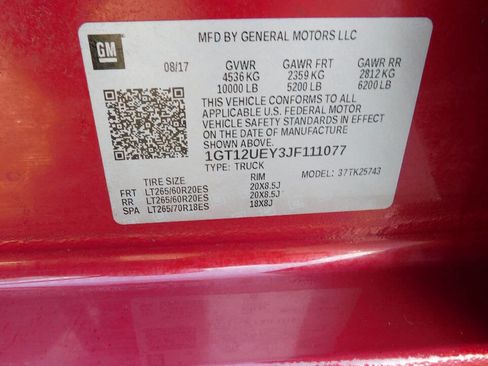 GM
MFD BY GENERAL MOTORS LLC
08/17 GVWR GAWR FRT GAWR RR
4536 KG 2359 KG 2812 KG
10000 LB 5200 LB 6200 LB
THIS VEHICLE CONFORMS TO ALL
APPLICABLE U.S. FEDERAL MOTOR
VEHICLE SAFETY STANDARDS IN EFFECT
ON THE DATE OF MANUFACTURE
SHOWN ABOVE.
1GT12UEY3JF111077
TYPE: TRUCK MODEL: 37TK25743
TIRE SIZE RIM
FRT LT265/60R20ES 20X8.5J
RR LT265/60R20ES 20X8.5J
SPA LT265/70R18ES 18X8J